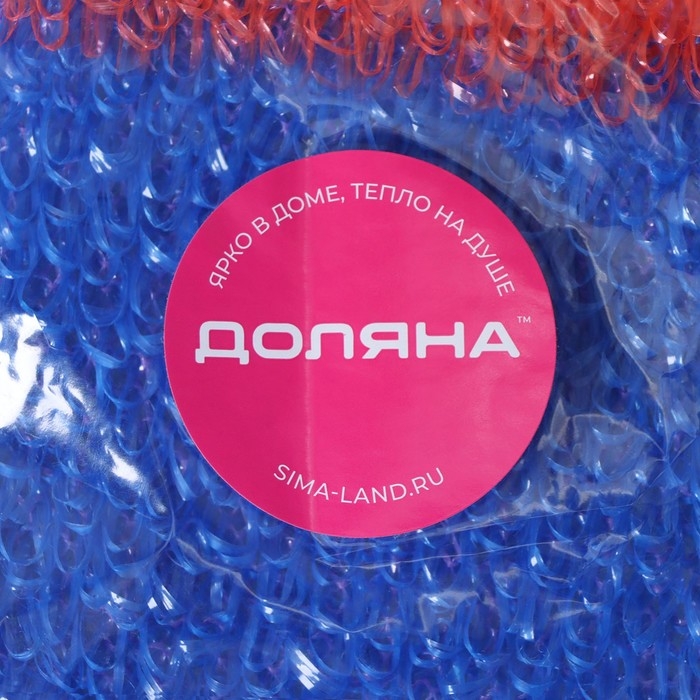 ЯРКО В ДОМЕ, ТЕПЛО НА ДУШЕ
ДОЛЯНА™
SIMA-LAND.RU